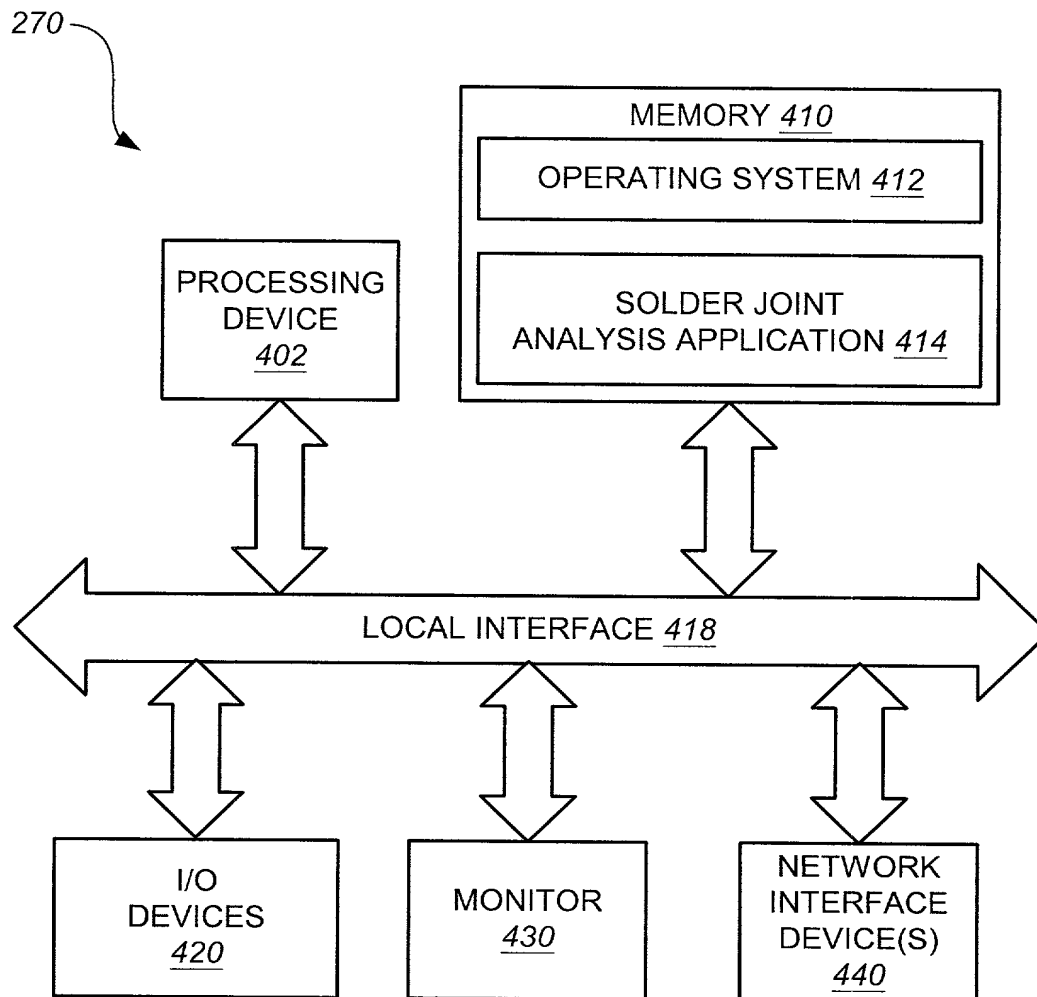 270
MEMORY 410
OPERATING SYSTEM 412
SOLDER JOINT
ANALYSIS APPLICATION 414
PROCESSING
DEVICE
402
LOCAL INTERFACE 418
I/O
DEVICES
420
MONITOR
430
NETWORK
INTERFACE
DEVICE(S)
440